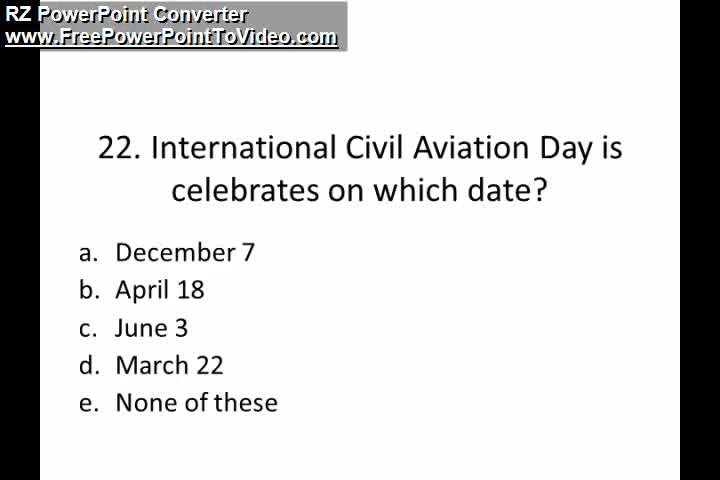 RZ PowerPoint Converter
www.FreePowerPointToVideo.com
22. International Civil Aviation Day is
celebrates on which date?
a. December 7
b. April 18
c. June 3
d. March 22
e. None of these